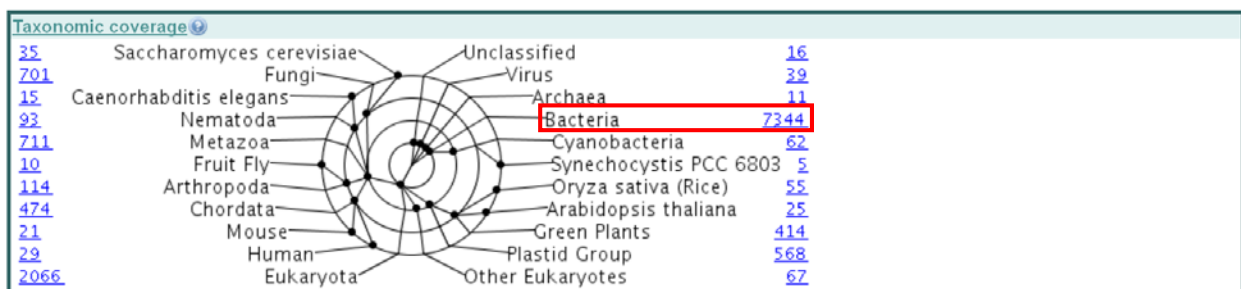 Taxonomic coverage
35 Saccharomyces cerevisiae Unclassified 16
701 Fungi Virus 39
15 Caenorhabditis elegans Archaea 11
93 Nematoda Bacteria 7344
711 Metazoa Cyanobacteria 62
10 Fruit Fly Synechocystis PCC 6803 5
114 Arthropoda Oryza sativa (Rice) 55
474 Chordata Arabidopsis thaliana 25
21 Mouse Green Plants 414
29 Human Plastid Group 568
2066 Eukaryota Other Eukaryotes 67